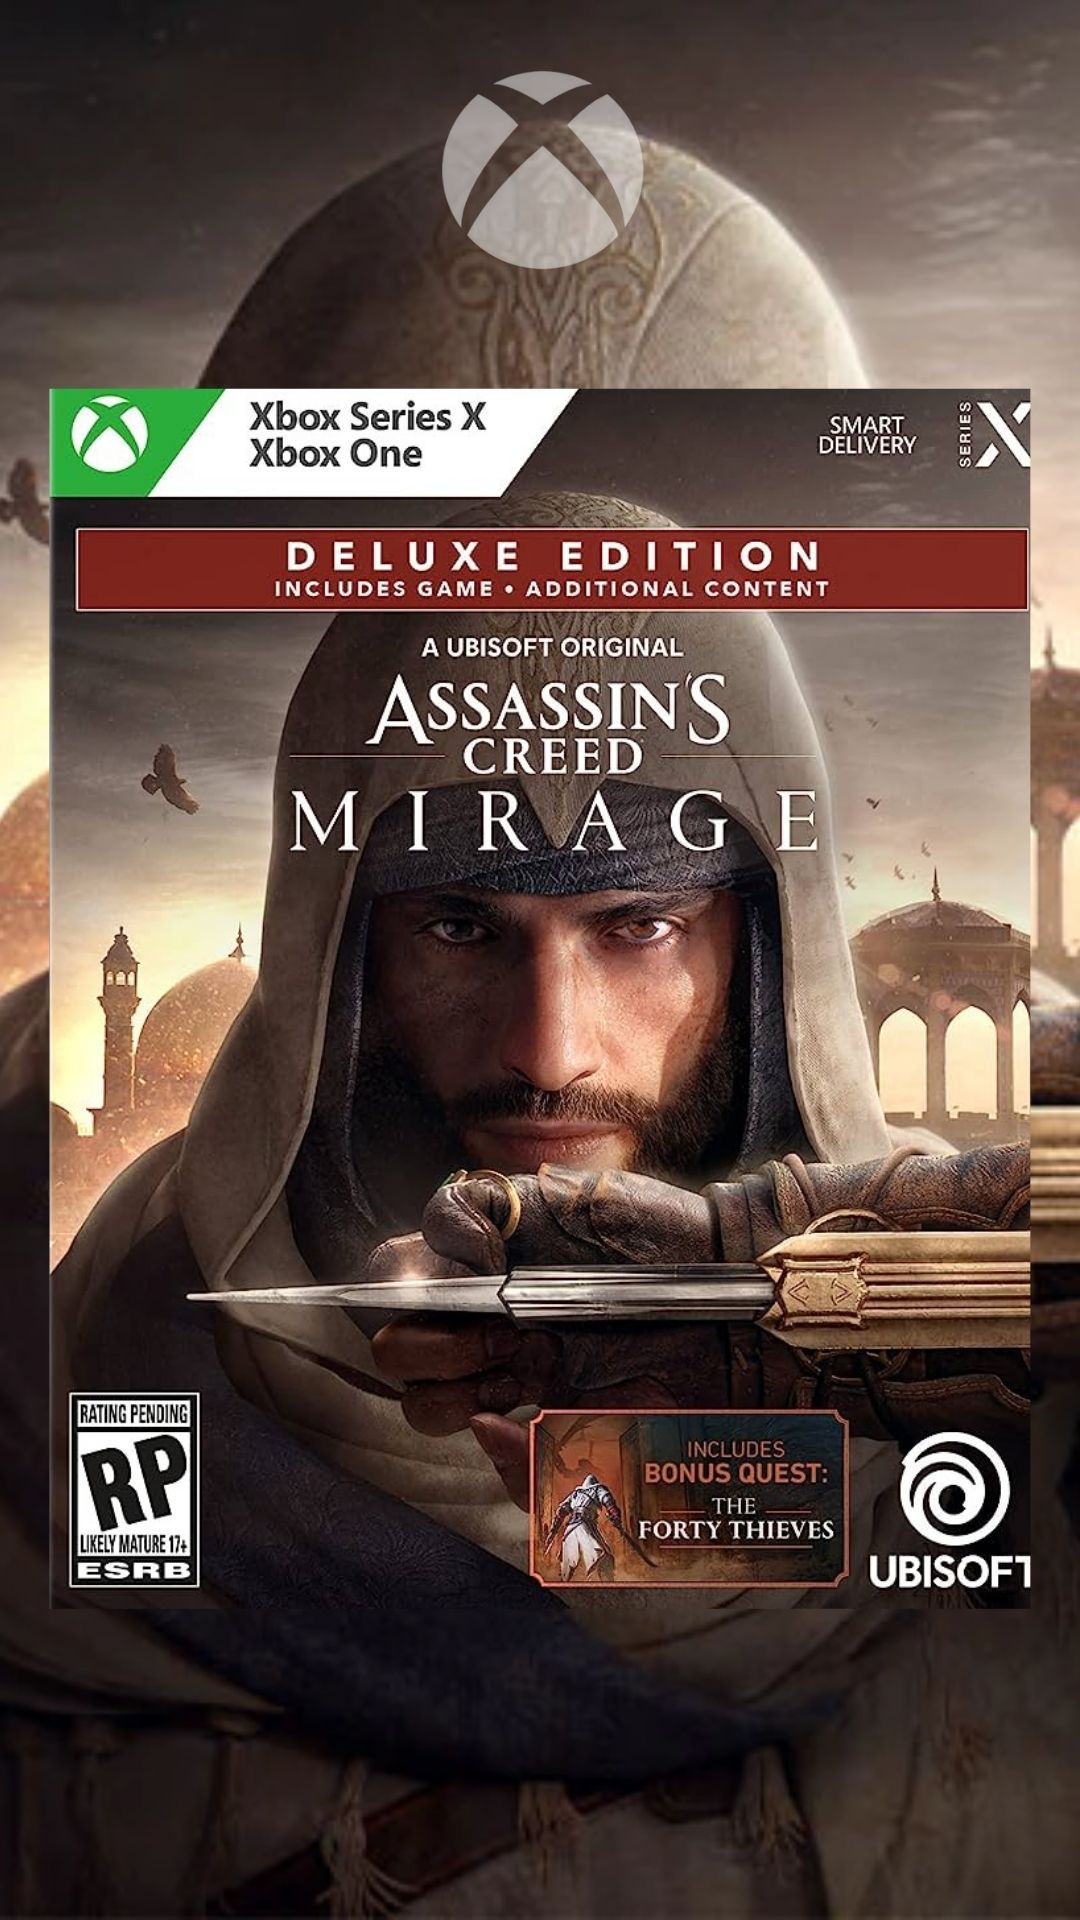 Xbox Series X
Xbox One
SMART
DELIVERY
SERIES X
DELUXE EDITION
INCLUDES GAME • ADDITIONAL CONTENT
A UBISOFT ORIGINAL
ASSASSIN'S
CREED
MIRAGE
RATING PENDING
RP
LIKELY MATURE 17+
ESRB
INCLUDES
BONUS QUEST:
THE
FORTY THIEVES
UBISOFT